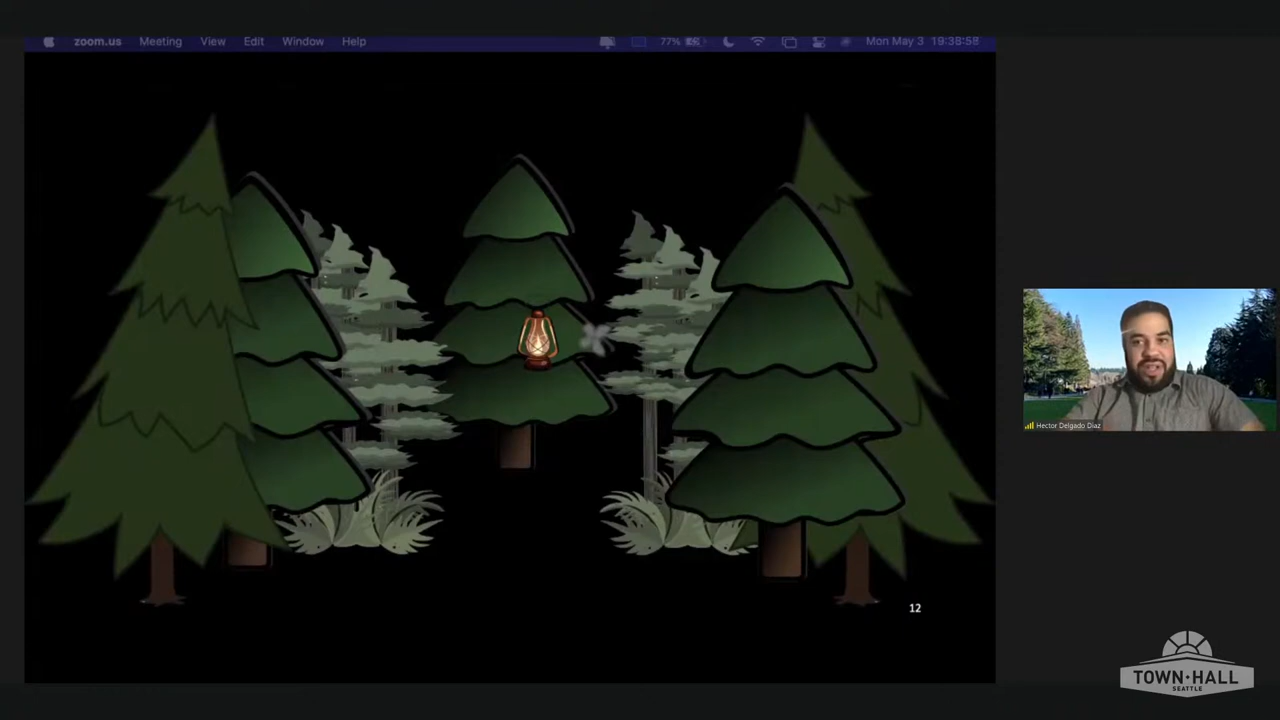 zoom.us Meeting View Edit Window Help 77% Mon May 3 19:38:58
Hector Delgado Diaz
12
TOWN·HALL
SEATTLE